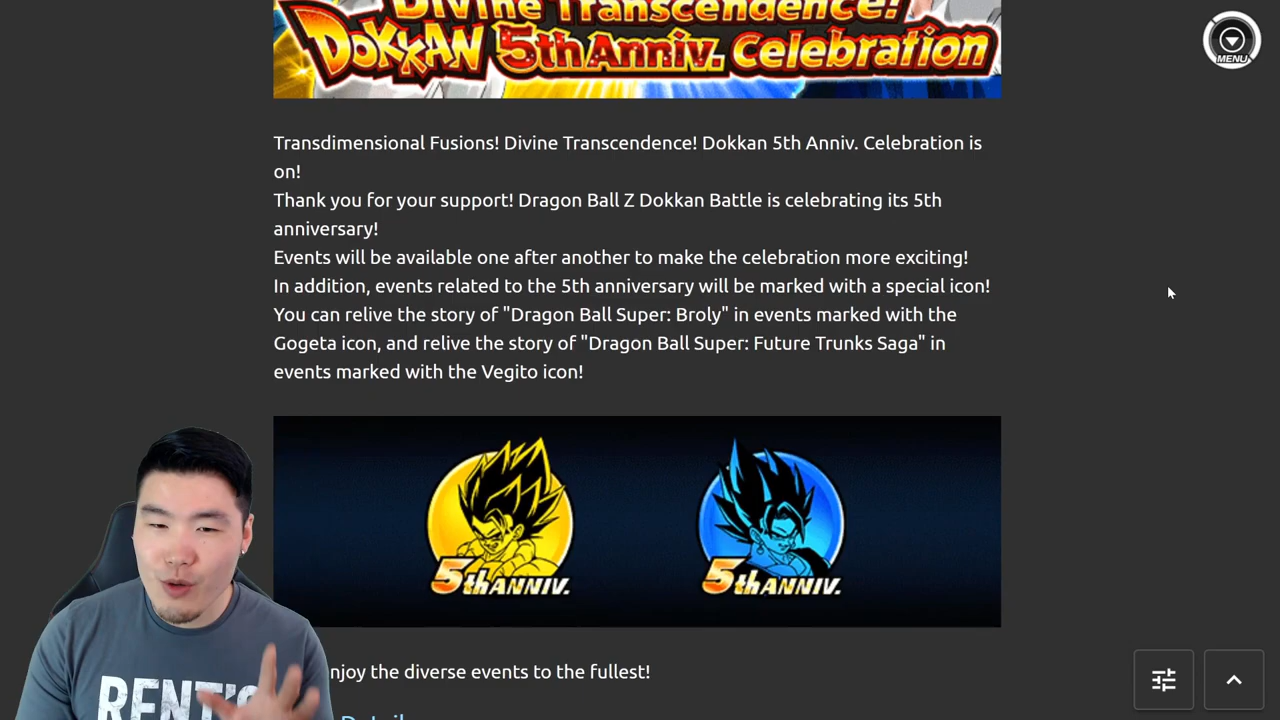 Divine Transcendence!
DOKKAN 5th Anniv. Celebration
MENU
Transdimensional Fusions! Divine Transcendence! Dokkan 5th Anniv. Celebration is
on!
Thank you for your support! Dragon Ball Z Dokkan Battle is celebrating its 5th
anniversary!
Events will be available one after another to make the celebration more exciting!
In addition, events related to the 5th anniversary will be marked with a special icon!
You can relive the story of "Dragon Ball Super: Broly" in events marked with the
Gogeta icon, and relive the story of "Dragon Ball Super: Future Trunks Saga" in
events marked with the Vegito icon!
5th ANNIV.
5th ANNIV.
enjoy the diverse events to the fullest!